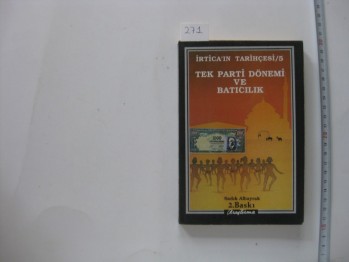 271
İRTİCA'IN TARİHÇESİ/5
TEK PARTİ DÖNEMİ
VE
BATICILIK
2.Baskı